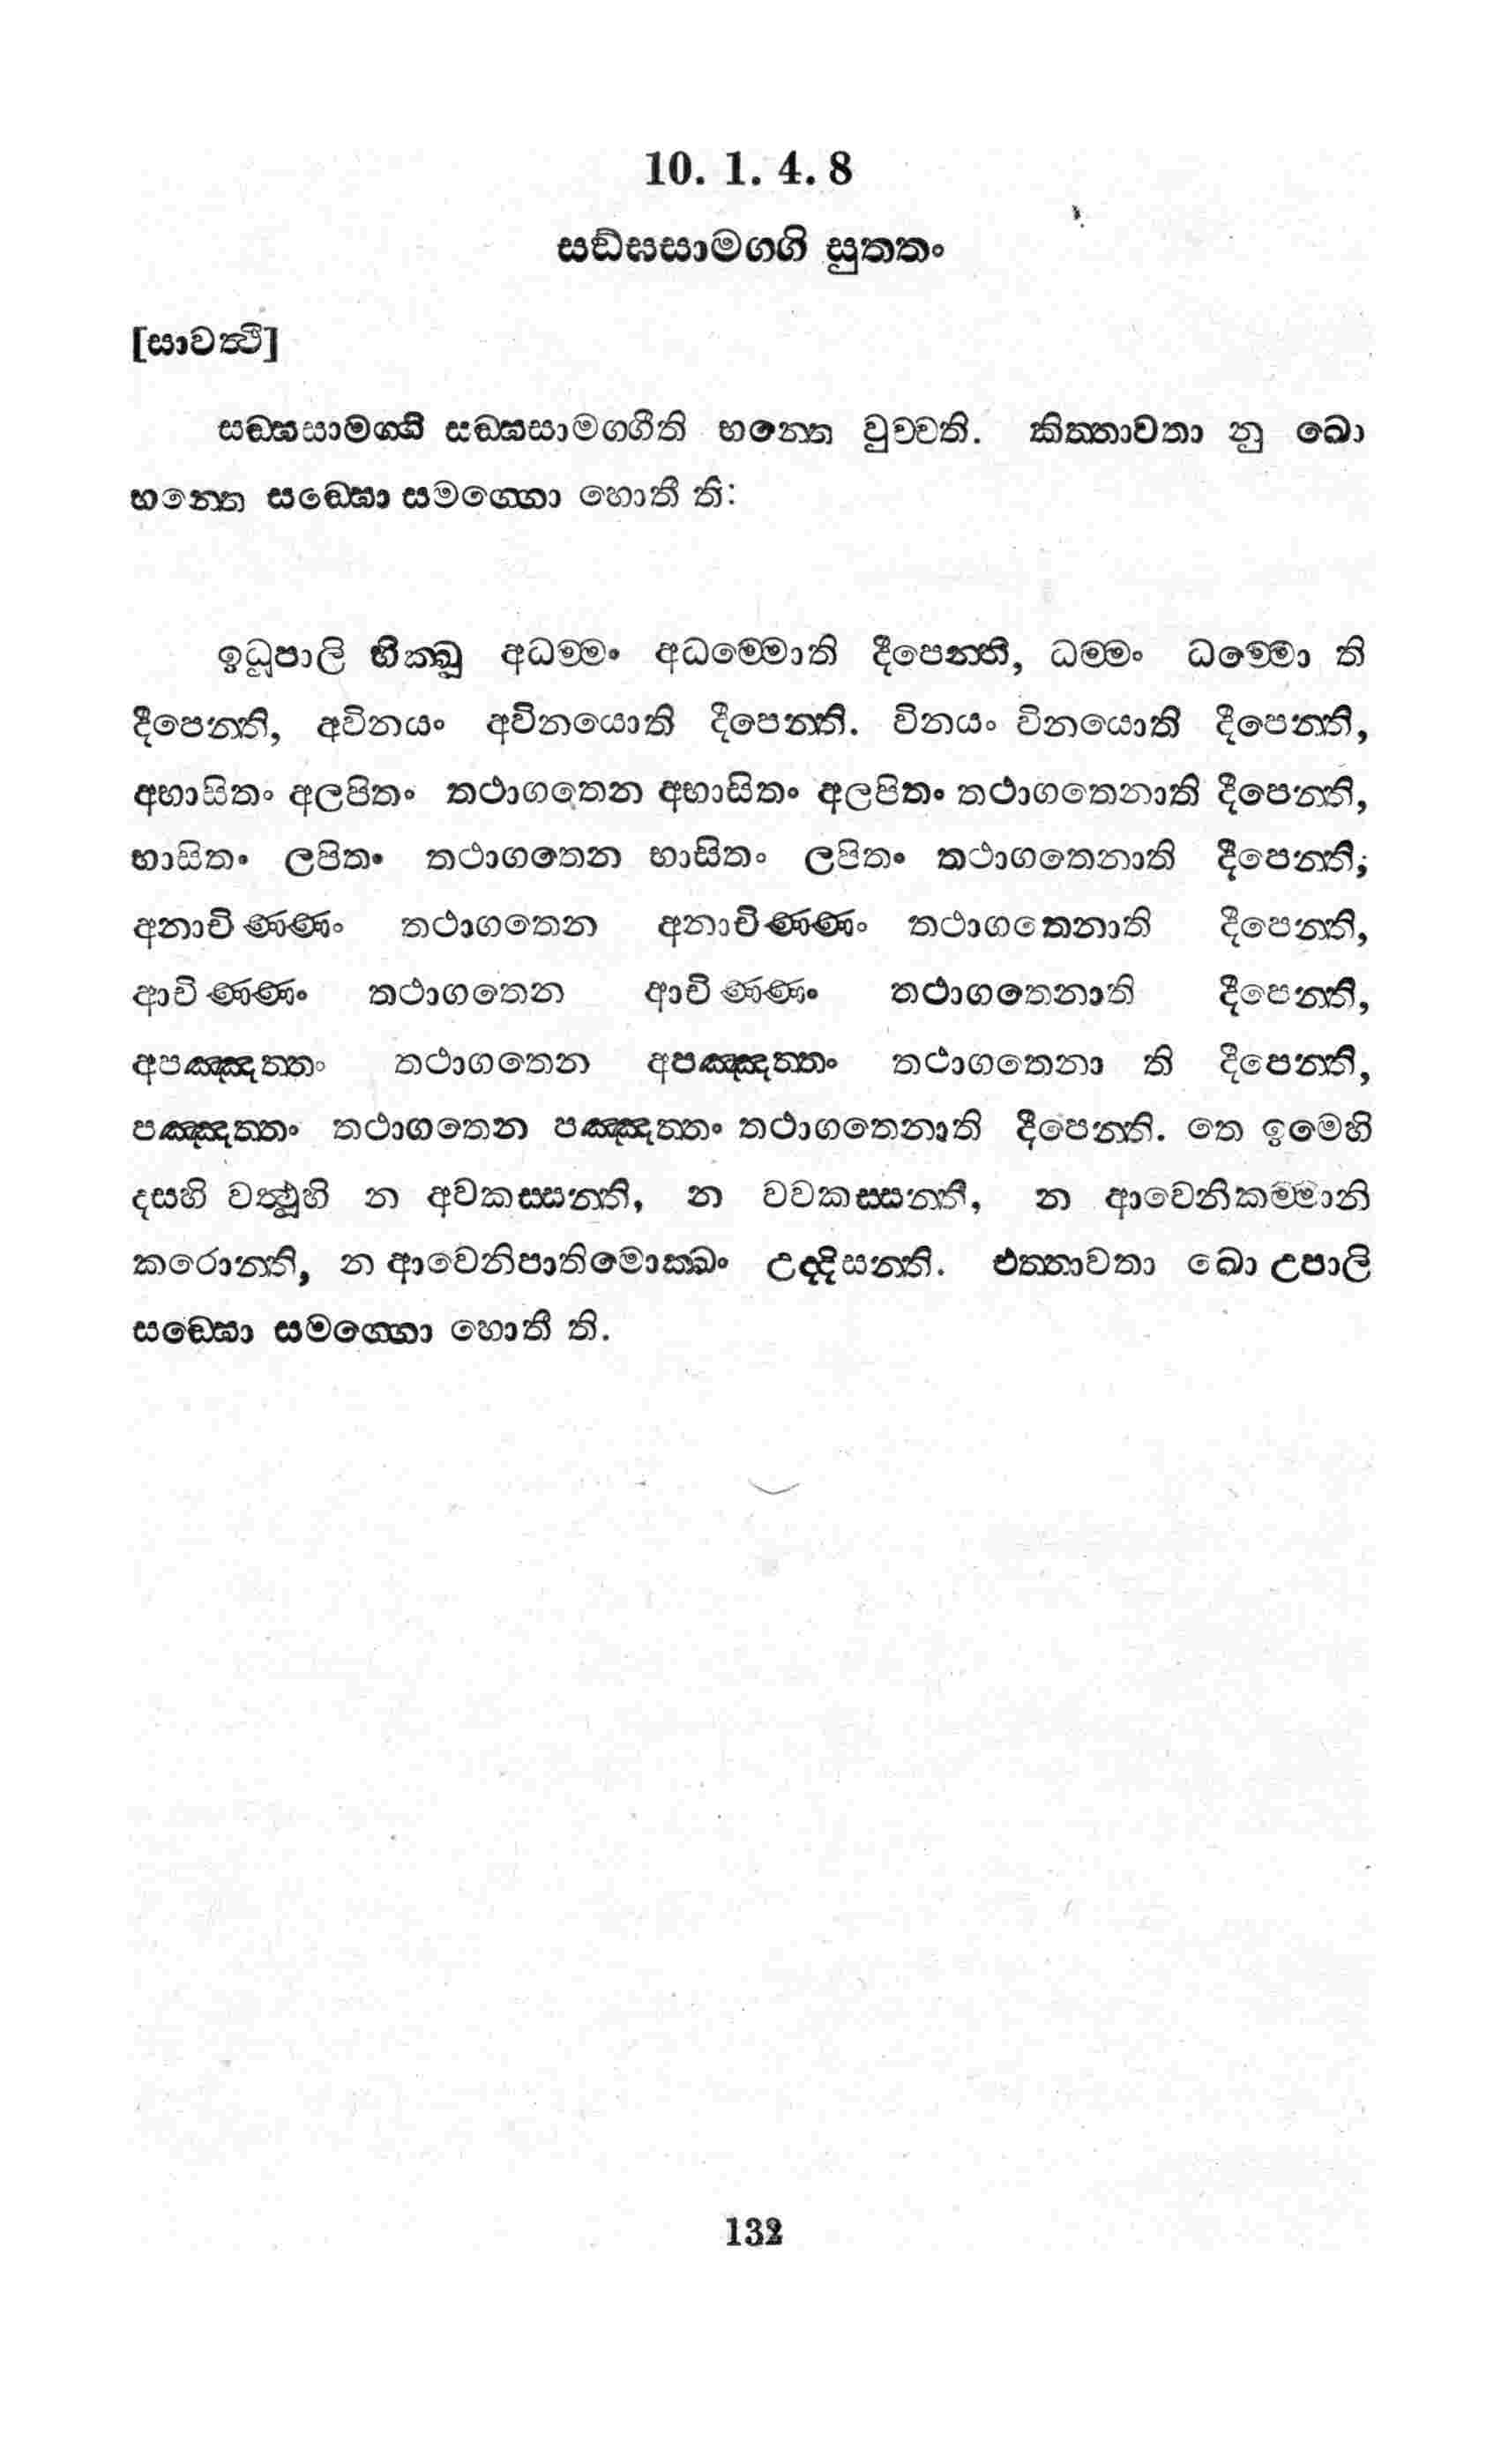 10. 1. 4. 8
සඞ්ඝසාමගගි සුතතං
[සාවත්‍ථි]
සඞ්ඝසාමග්ගි සඞ්ඝසාමගගීති භන්තෙ වුච්චති. කිත්තාවතා නු ඛො
භන්තෙ සඞ්ඝො සමග්ගො හොතී ති:
ඉධූපාලි භික්ඛූ අධම්මං අධම්මොති දීපෙන්ති, ධම්මං ධම්මො ති
දීපෙන්ති, අවිනයං අවිනයොති දීපෙන්ති. විනයං විනයොති දීපෙන්ති,
අභාසිතං අලපිතං තථාගතෙන අභාසිතං අලපිතං තථාගතෙනාති දීපෙන්ති,
භාසිතං ලපිතං තථාගතෙන භාසිතං ලපිතං තථාගතෙනාති දීපෙන්ති;
අනාචිණ්ණං තථාගතෙන අනාචිණ්ණං තථාගතෙනාති දීපෙන්ති,
ආචිණ්ණං තථාගතෙන ආචිණ්ණං තථාගතෙනාති දීපෙන්ති,
අපඤ්ඤත්තං තථාගතෙන අපඤ්ඤත්තං තථාගතෙනා ති දීපෙන්ති,
පඤ්ඤත්තං තථාගතෙන පඤ්ඤත්තං තථාගතෙනාති දීපෙන්ති. තෙ ඉමෙහි
දසහි වත්‍ථූහි න අවකස්සන්ති, න වවකස්සන්ති, න ආවෙනිකම්මානි
කරොන්ති, න ආවෙනිපාතිමොක්ඛං උද්දිසන්ති. එත්තාවතා ඛො උපාලි
සඞ්ඝො සමග්ගො හොතී ති.
132